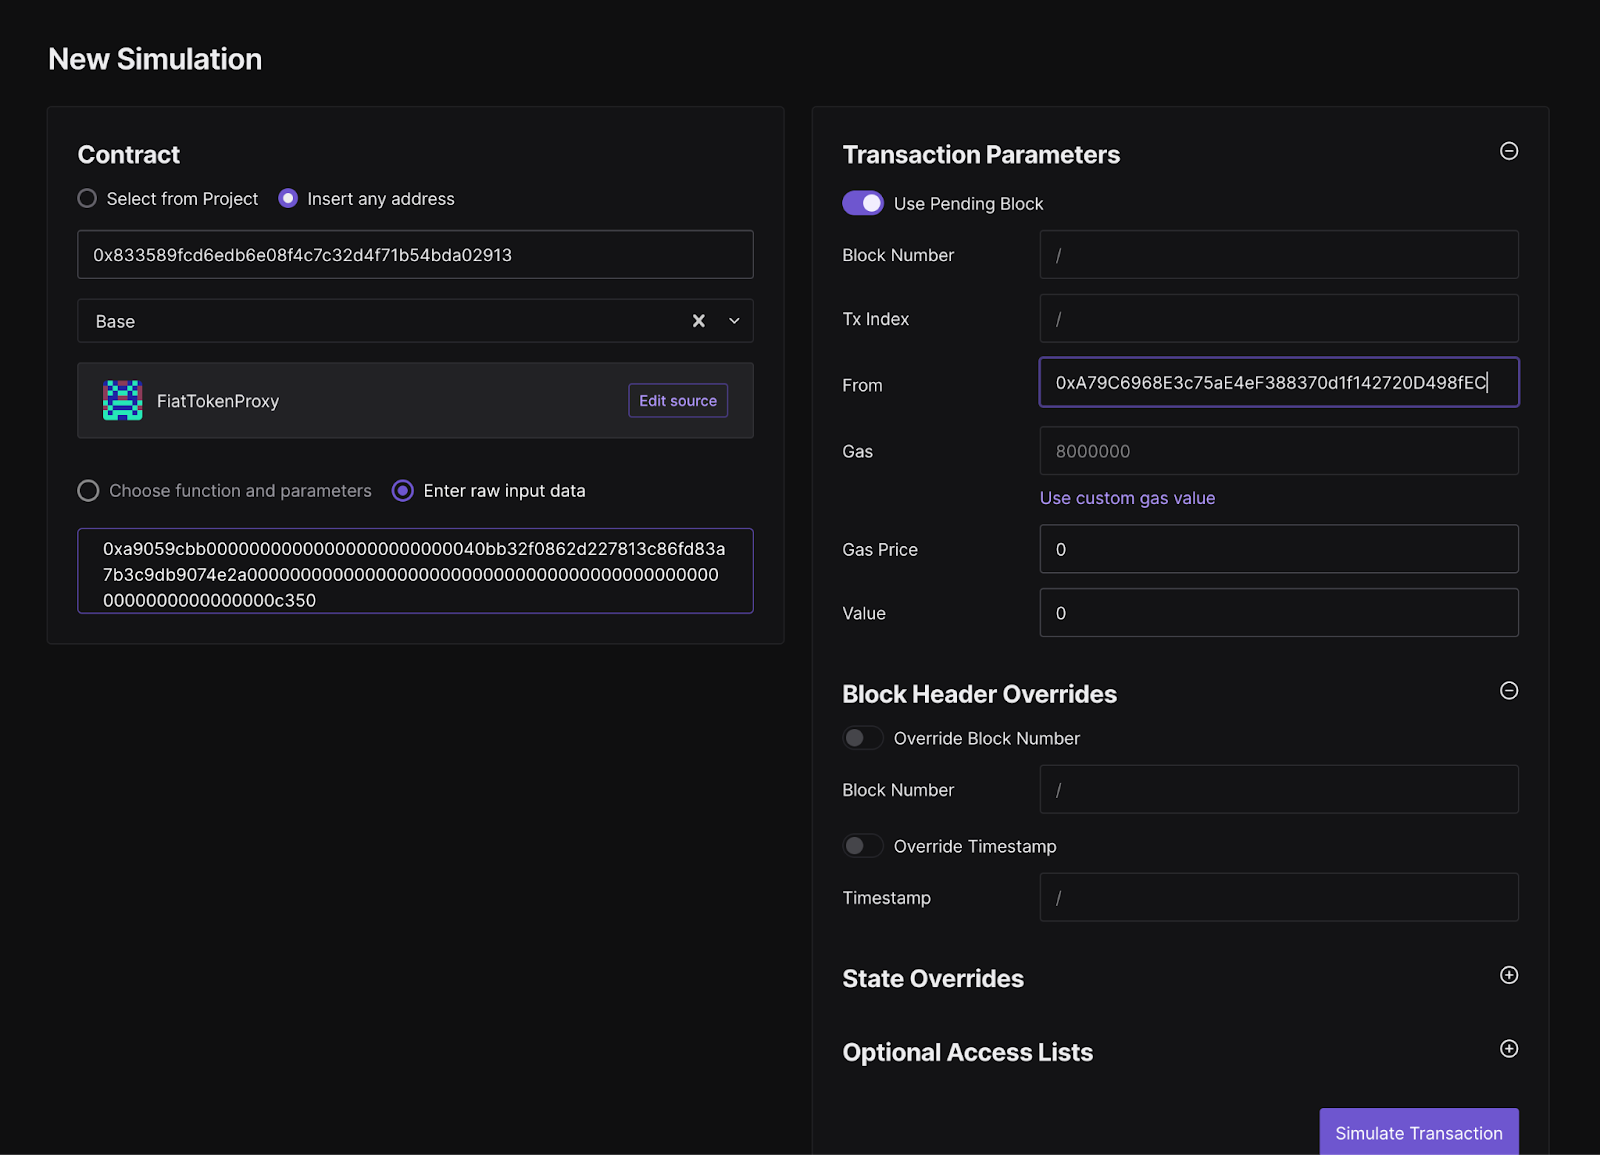 New Simulation
Contract
Select from Project
Insert any address
0x833589fcd6edb6e08f4c7c32d4f71b54bda02913
Base
FiatTokenProxy
Edit source
Choose function and parameters
Enter raw input data
0xa9059cbb00000000000000000000000040bb32f0862d227813c86fd83a
7b3c9db9074e2a00000000000000000000000000000000000000000000
0000000000000000c350
Transaction Parameters
Use Pending Block
Block Number
/
Tx Index
/
From
0xA79C6968E3c75aE4eF388370d1f142720D498fEC
Gas
8000000
Use custom gas value
Gas Price
0
Value
0
Block Header Overrides
Override Block Number
Block Number
/
Override Timestamp
Timestamp
/
State Overrides
Optional Access Lists
Simulate Transaction